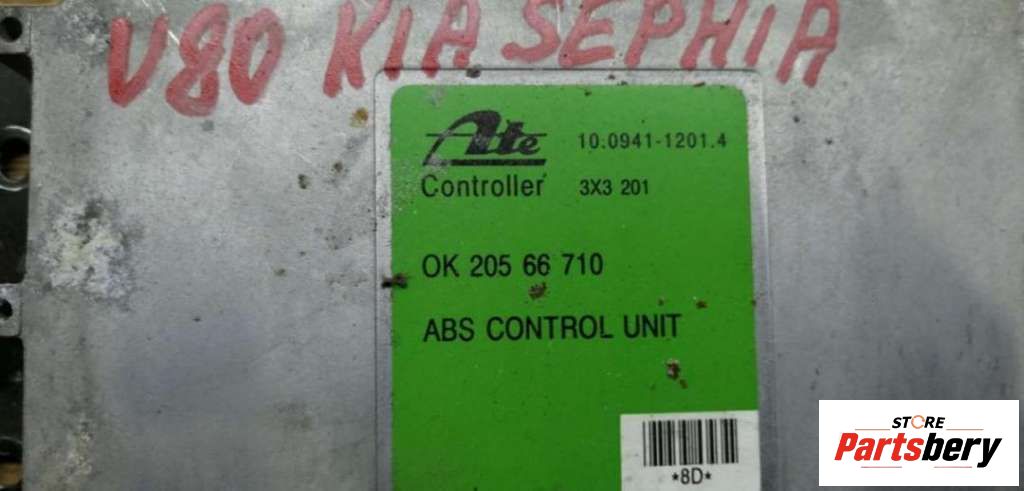 V80 KIA SEPHIA
Ate 10.0941-1201.4
Controller 3X3 201
OK 205 66 710
ABS CONTROL UNIT
*8D*
STORE
Partsbery